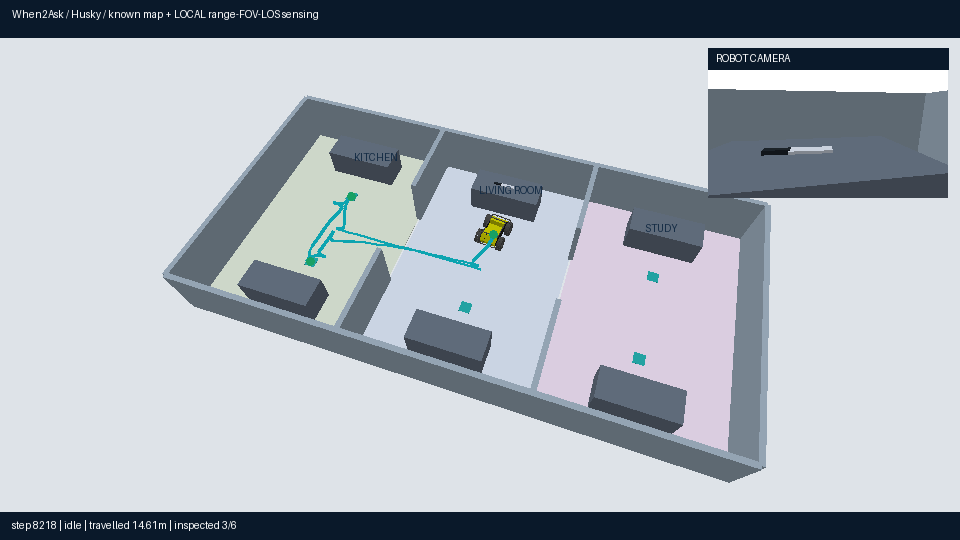 When2Ask / Husky / known map + LOCAL range-FOV-LOS sensing
ROBOT CAMERA
KITCHEN
LIVING ROOM
STUDY
step 8218 | idle | travelled 14.61m | inspected 3/6